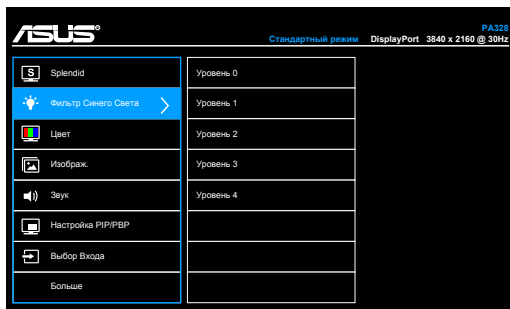 ASUS
PA328
Стандартный режим DisplayPort 3840 x 2160 @ 30Hz
S Splendid
Уровень 0
Фильтр Синего Света
Уровень 1
Цвет
Уровень 2
Изображ.
Уровень 3
Звук
Уровень 4
Настройка PIP/PBP
Выбор Входа
Больше